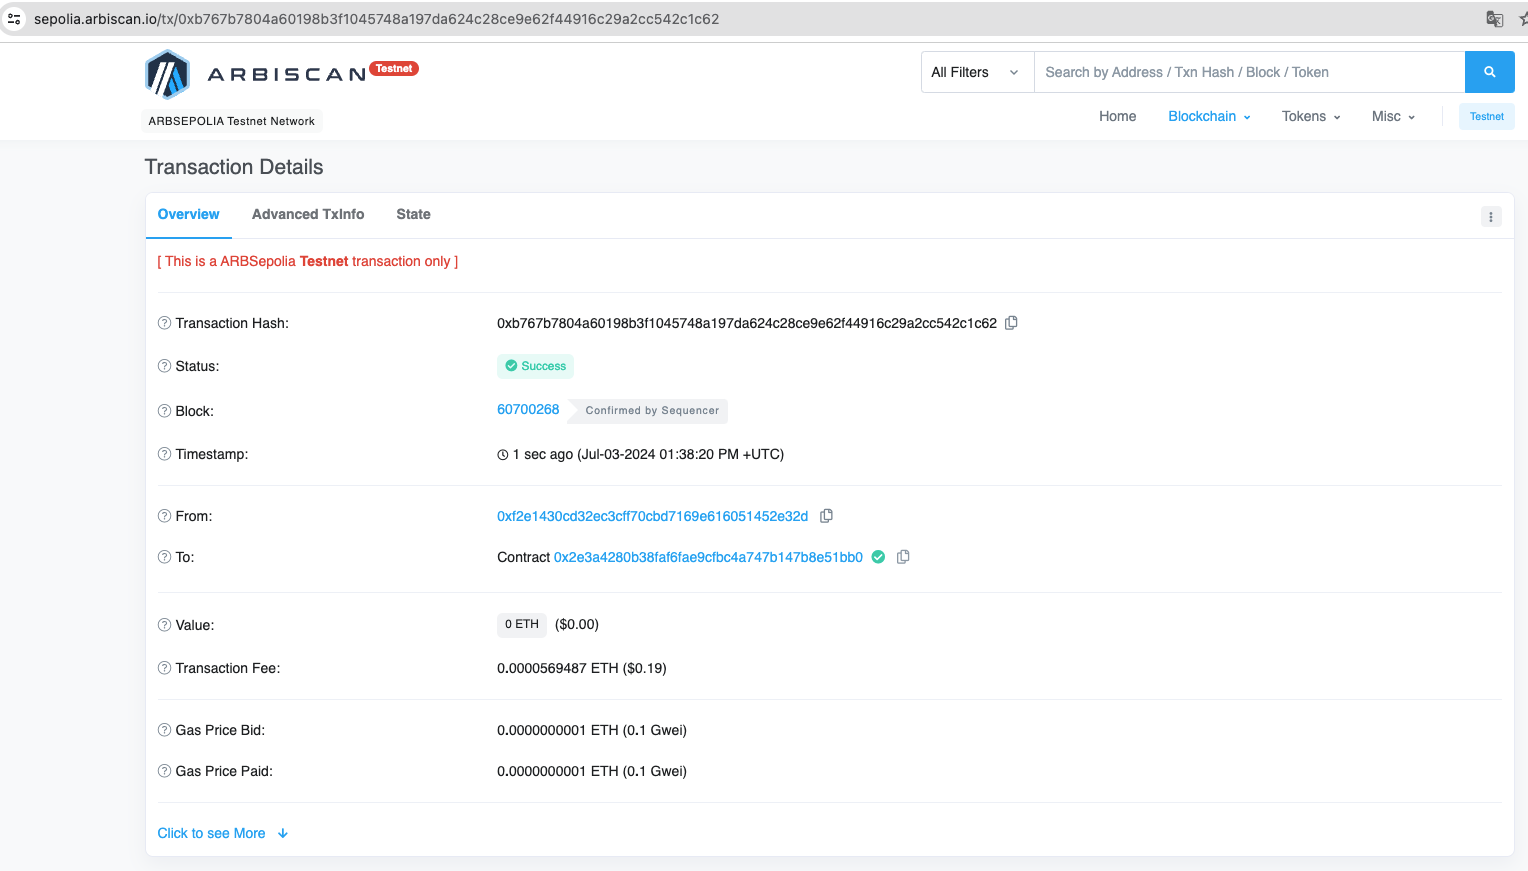 sepolia.arbiscan.io/tx/0xb767b7804a60198b3f1045748a197da624c28ce9e62f44916c29a2cc542c1c62
ARBISCAN Testnet
All Filters
Search by Address / Txn Hash / Block / Token
ARBSEPOLIA Testnet Network
Home
Blockchain
Tokens
Misc
Testnet
Transaction Details
Overview
Advanced TxInfo
State
[ This is a ARBSepolia Testnet transaction only ]
Transaction Hash:
0xb767b7804a60198b3f1045748a197da624c28ce9e62f44916c29a2cc542c1c62
Status:
Success
Block:
60700268
Confirmed by Sequencer
Timestamp:
1 sec ago (Jul-03-2024 01:38:20 PM +UTC)
From:
0xf2e1430cd32ec3cff70cbd7169e616051452e32d
To:
Contract 0x2e3a4280b38faf6fae9cfbc4a747b147b8e51bb0
Value:
0 ETH ($0.00)
Transaction Fee:
0.0000569487 ETH ($0.19)
Gas Price Bid:
0.0000000001 ETH (0.1 Gwei)
Gas Price Paid:
0.0000000001 ETH (0.1 Gwei)
Click to see More